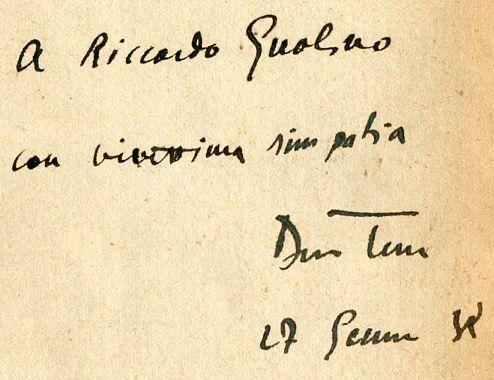 A Riccardo Gualino
con vivissima simpatia
27 Genn